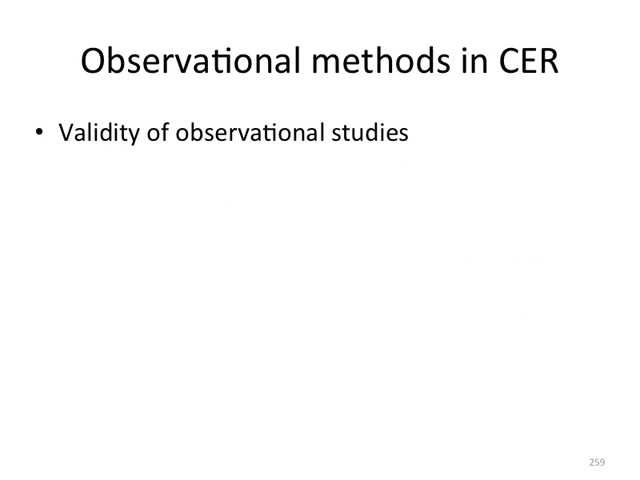 Observational methods in CER
• Validity of observational studies
259